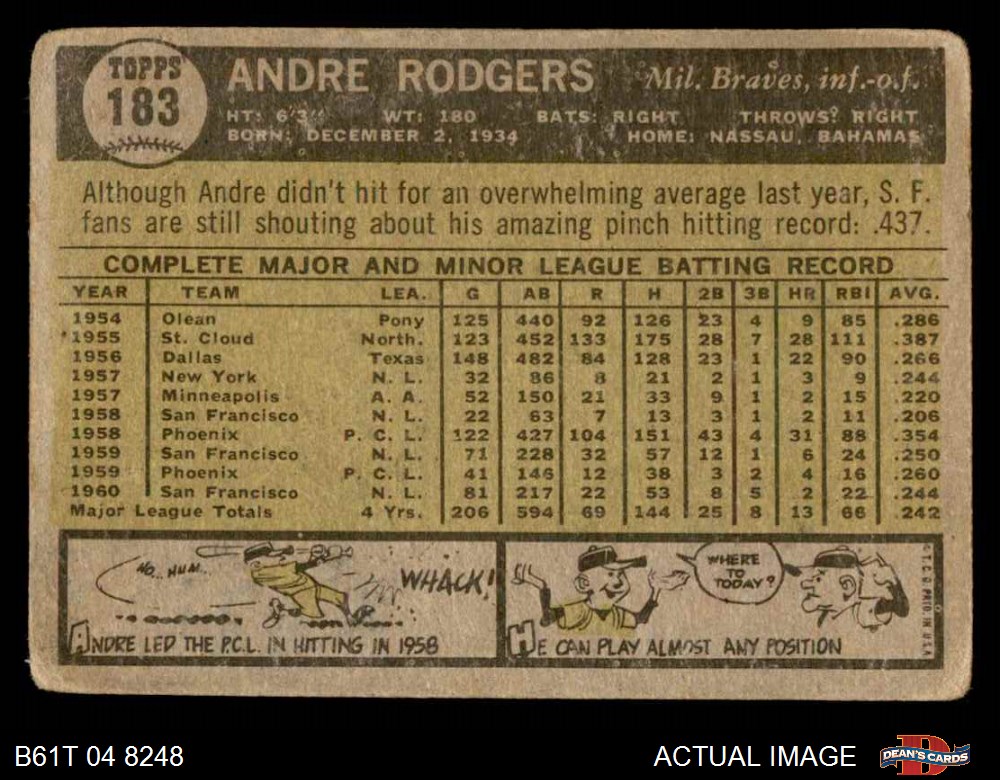 TOPPS
183
ANDRE RODGERS Mil. Braves, inf.-o.f.
HT: 6'3" WT: 180 BATS: RIGHT THROWS: RIGHT
BORN: DECEMBER 2, 1934 HOME: NASSAU, BAHAMAS
Although Andre didn't hit for an overwhelming average last year, S. F.
fans are still shouting about his amazing pinch hitting record: .437.
COMPLETE MAJOR AND MINOR LEAGUE BATTING RECORD
YEAR TEAM LEA. G AB R H 2B 3B HR RBI AVG.
1954 Olean Pony 125 440 92 126 23 4 9 85 .286
1955 St. Cloud North. 123 452 133 175 28 7 28 111 .387
1956 Dallas Texas 148 482 84 128 23 1 22 90 .266
1957 New York N. L. 32 86 8 21 2 1 3 9 .244
1957 Minneapolis A. A. 52 150 21 33 9 1 2 15 .220
1958 San Francisco N. L. 22 63 7 13 3 1 2 11 .206
1958 Phoenix P. C. L. 122 427 104 151 43 4 31 88 .354
1959 San Francisco N. L. 71 228 32 57 12 1 6 24 .250
1959 Phoenix P. C. L. 41 146 12 38 3 2 4 16 .260
1960 San Francisco N. L. 81 217 22 53 8 5 2 22 .244
Major League Totals 4 Yrs. 206 594 69 144 25 8 13 66 .242
HO.. HUM...
WHACK!
ANDRE LED THE P.C.L. IN HITTING IN 1958
WHERE
TO
TODAY?
HE CAN PLAY ALMOST ANY POSITION
© T. C. G. PRTD. IN U.S.A.
B61T 04 8248 ACTUAL IMAGE
DEAN'S CARDS